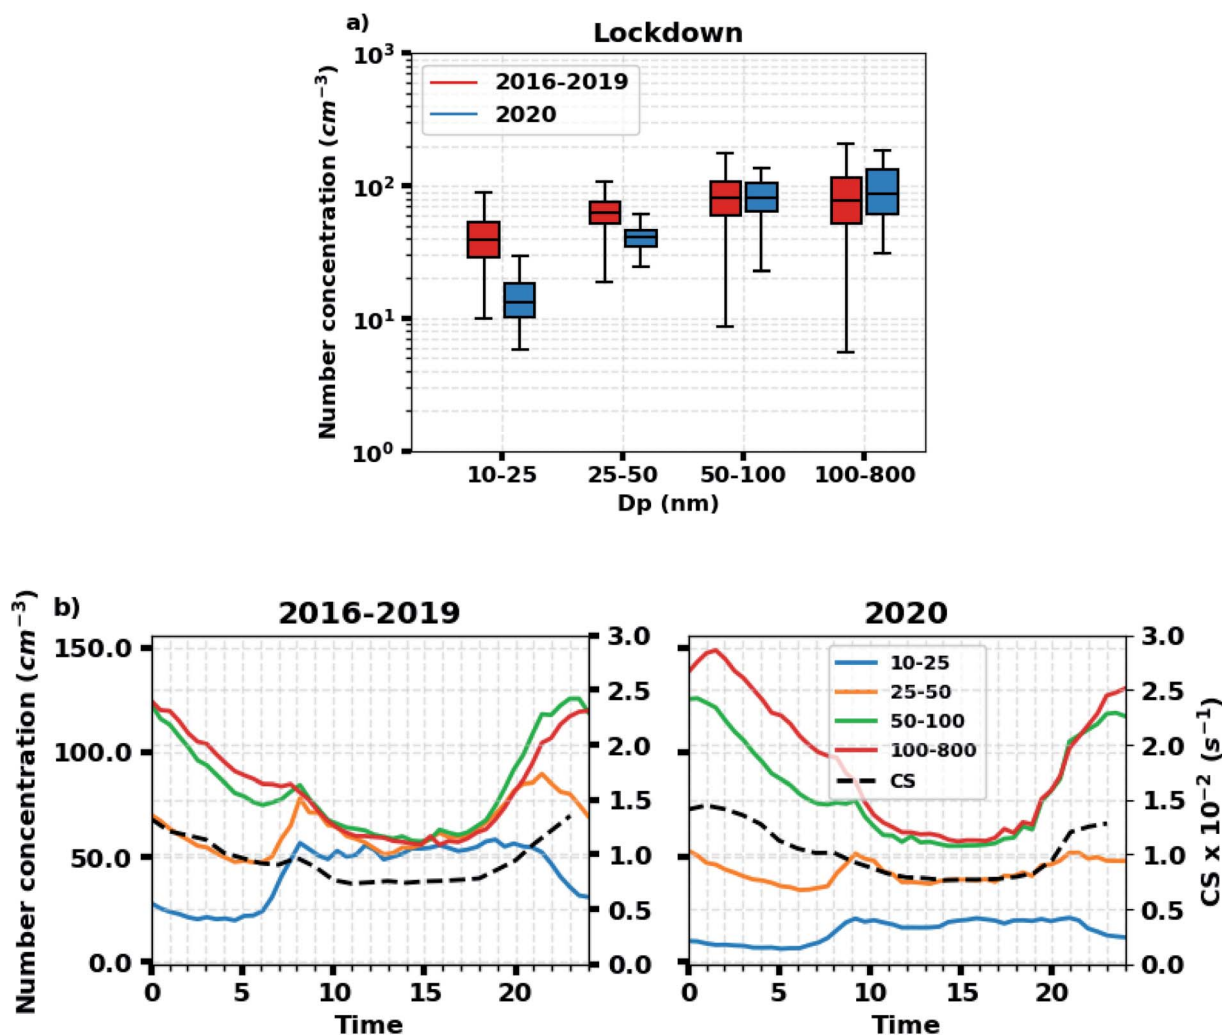 a)
Lockdown
Number concentration (cm⁻³)
10³
10²
10¹
10⁰
2016-2019
2020
10-25 25-50 50-100 100-800
Dp (nm)
b)
2016-2019
Number concentration (cm⁻³)
150.0
100.0
50.0
0.0
3.0
2.5
2.0
1.5
1.0
0.5
0.0
0 5 10 15 20
Time
2020
10-25
25-50
50-100
100-800
CS
3.0
2.5
2.0
1.5
1.0
0.5
0.0
CS x 10⁻² (s⁻¹)
0 5 10 15 20
Time